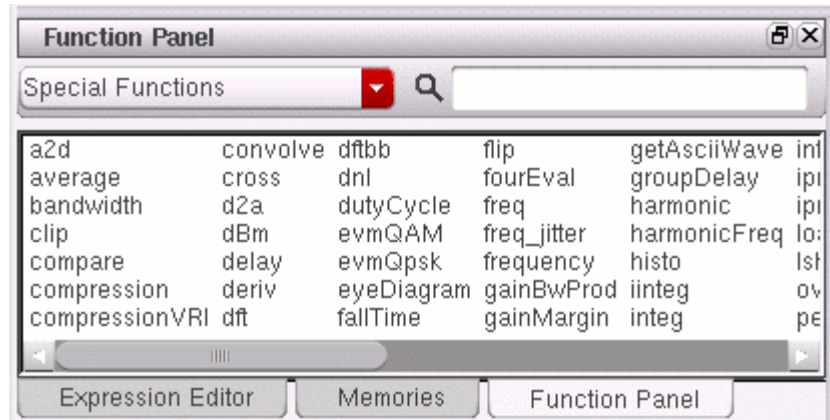 Function Panel
Special Functions
a2d convolve dftbb flip getAsciiWave
average cross dnl fourEval groupDelay
bandwidth d2a dutyCycle freq harmonic
clip dBm evmQAM freq_jitter harmonicFreq
compare delay evmQpsk frequency histo
compression deriv eyeDiagram gainBwProd iinteg
compressionVRI dft fallTime gainMargin integ
Expression Editor Memories Function Panel